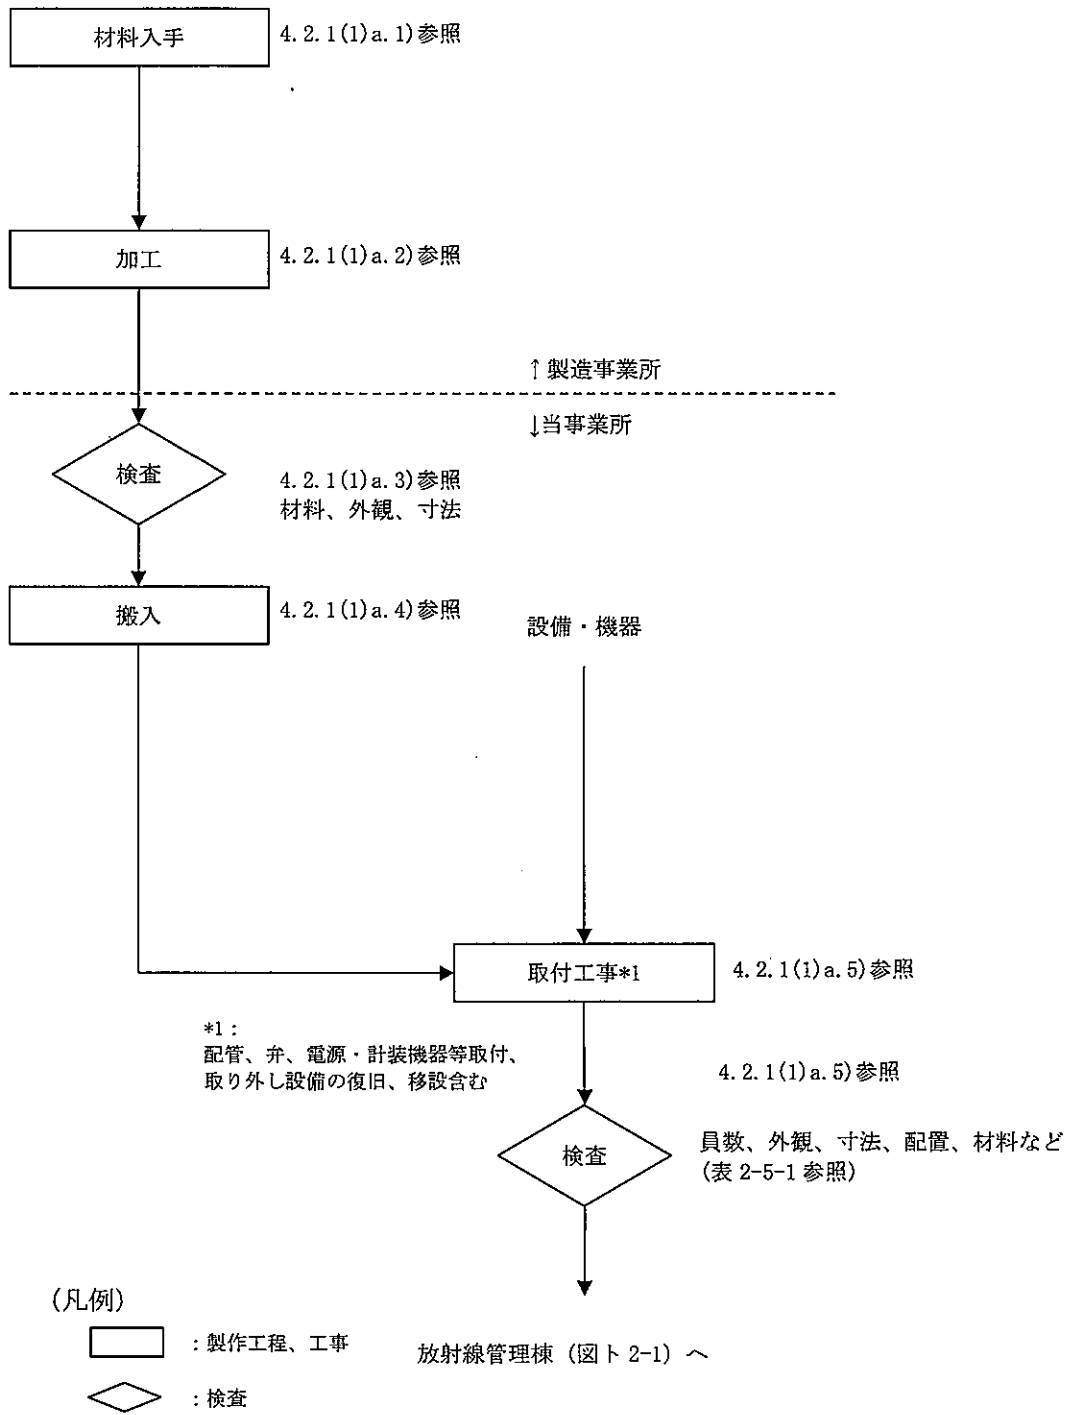 材料入手
4.2.1(1)a.1)参照
加工
4.2.1(1)a.2)参照
↑製造事業所
↓当事業所
検査
4.2.1(1)a.3)参照
材料、外観、寸法
搬入
4.2.1(1)a.4)参照
設備・機器
取付工事*1
4.2.1(1)a.5)参照
*1：
配管、弁、電源・計装機器等取付、
取り外し設備の復旧、移設含む
4.2.1(1)a.5)参照
検査
員数、外観、寸法、配置、材料など
(表 2-5-1 参照)
(凡例)
：製作工程、工事
放射線管理棟（図ト 2-1）へ
：検査